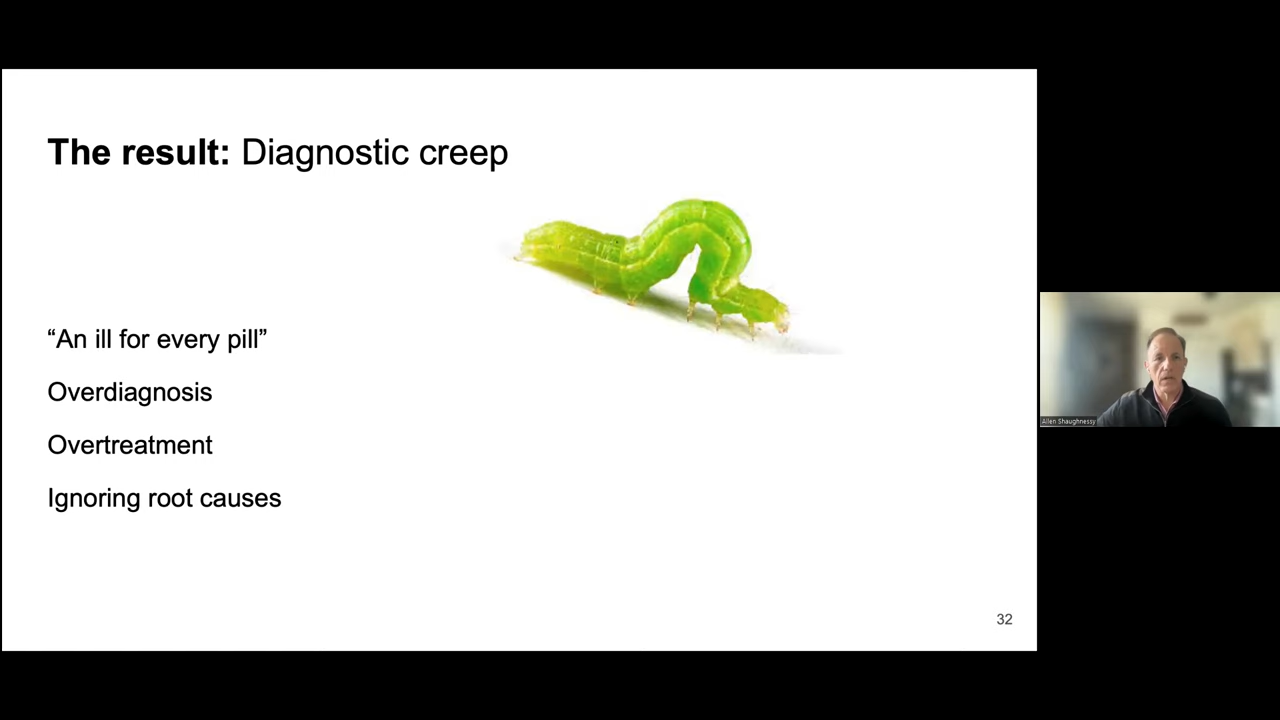 The result: Diagnostic creep
“An ill for every pill”
Overdiagnosis
Overtreatment
Ignoring root causes
32
Allen Shaughnessy